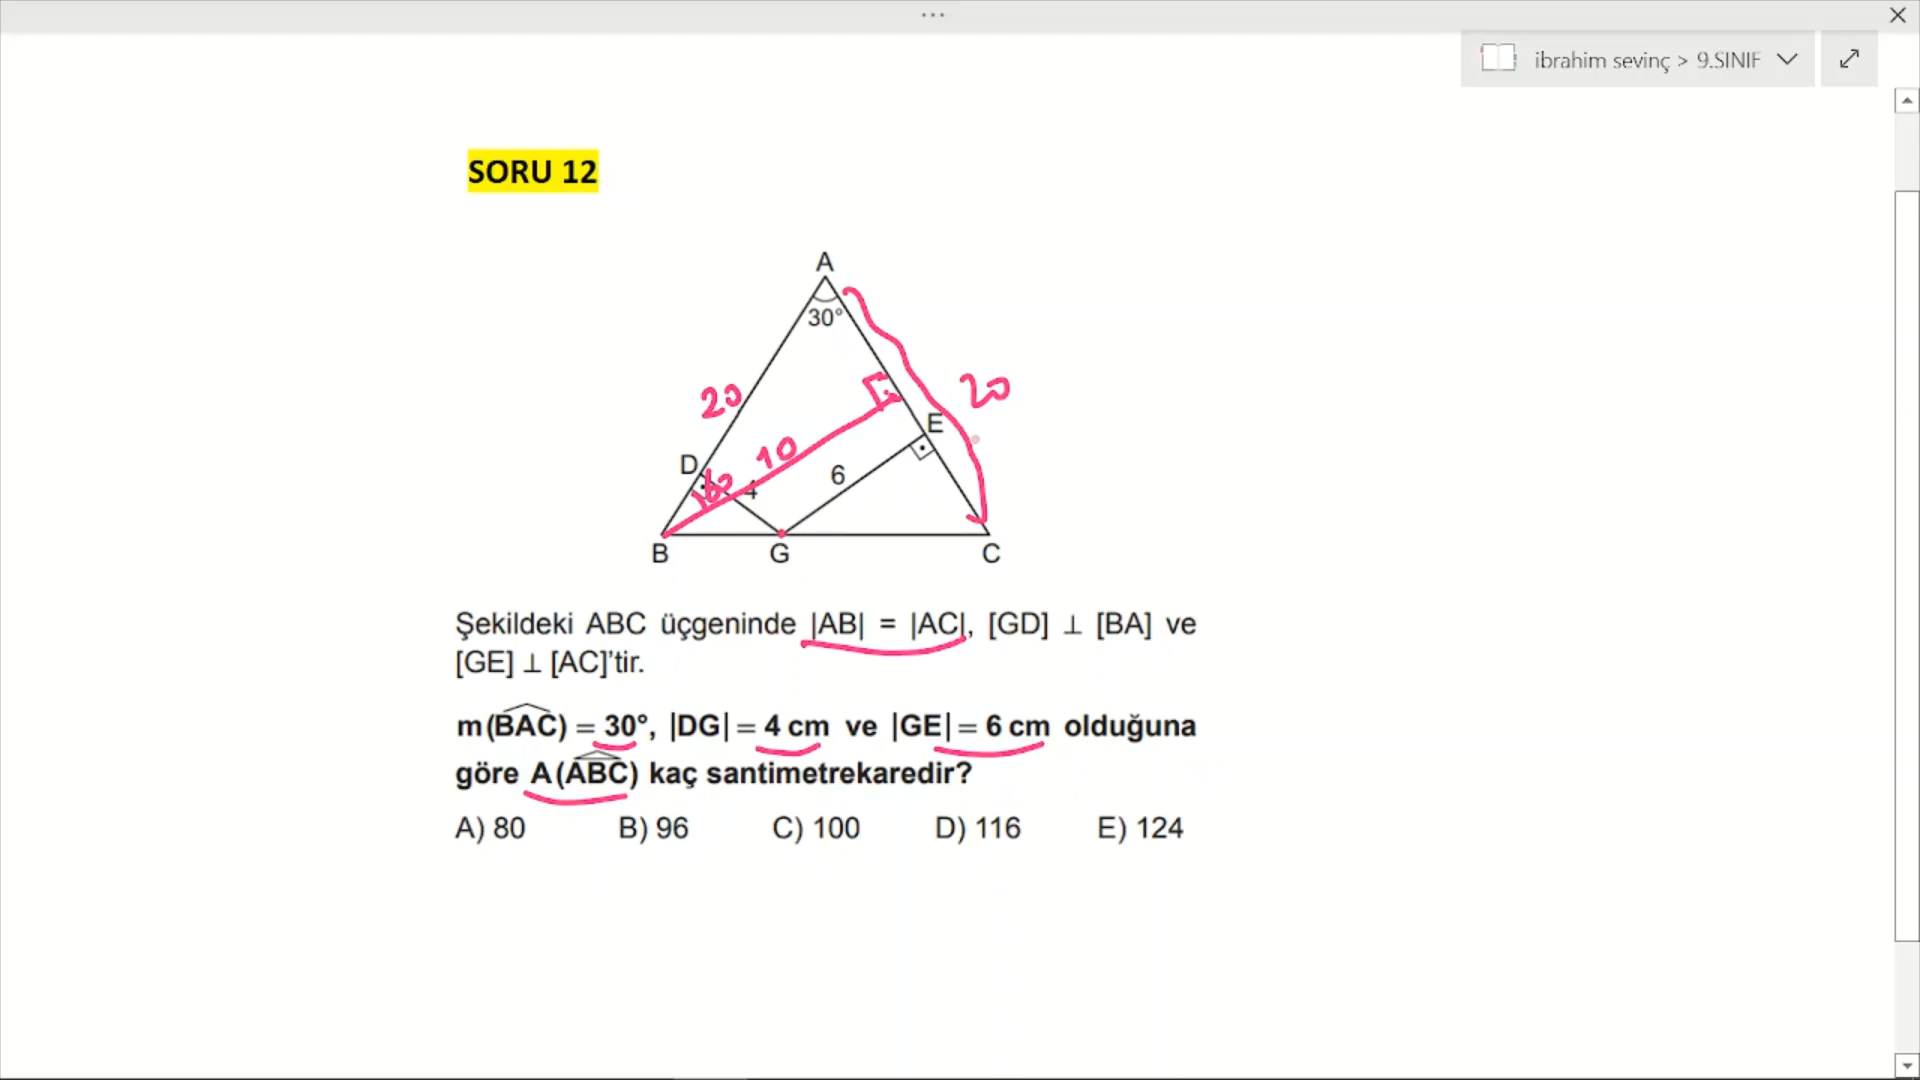 ibrahim sevinç > 9.SINIF
SORU 12
A
30°
20
20
E
10
D
60
4
6
B
G
C
Şekildeki ABC üçgeninde |AB| = |AC|, [GD] ⊥ [BA] ve
[GE] ⊥ [AC]'tir.
m(BAC) = 30°, |DG| = 4 cm ve |GE| = 6 cm olduğuna
göre A(ABC) kaç santimetrekaredir?
A) 80 B) 96 C) 100 D) 116 E) 124